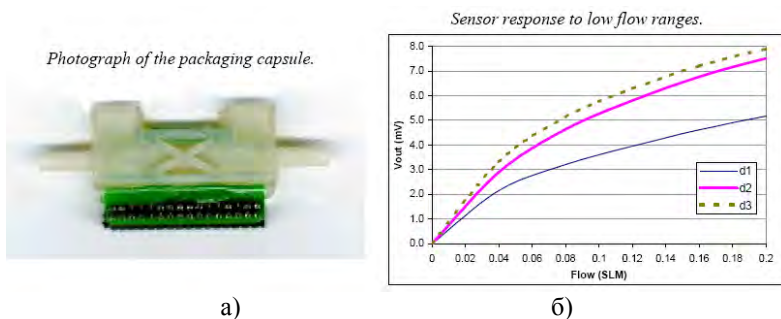 Photograph of the packaging capsule.
Sensor response to low flow ranges.
8.0
7.0
6.0
5.0
4.0
3.0
2.0
1.0
0.0
Vout (mV)
d1
d2
d3
0 0.02 0.04 0.06 0.08 0.1 0.12 0.14 0.16 0.18 0.2
Flow (SLM)
а) б)